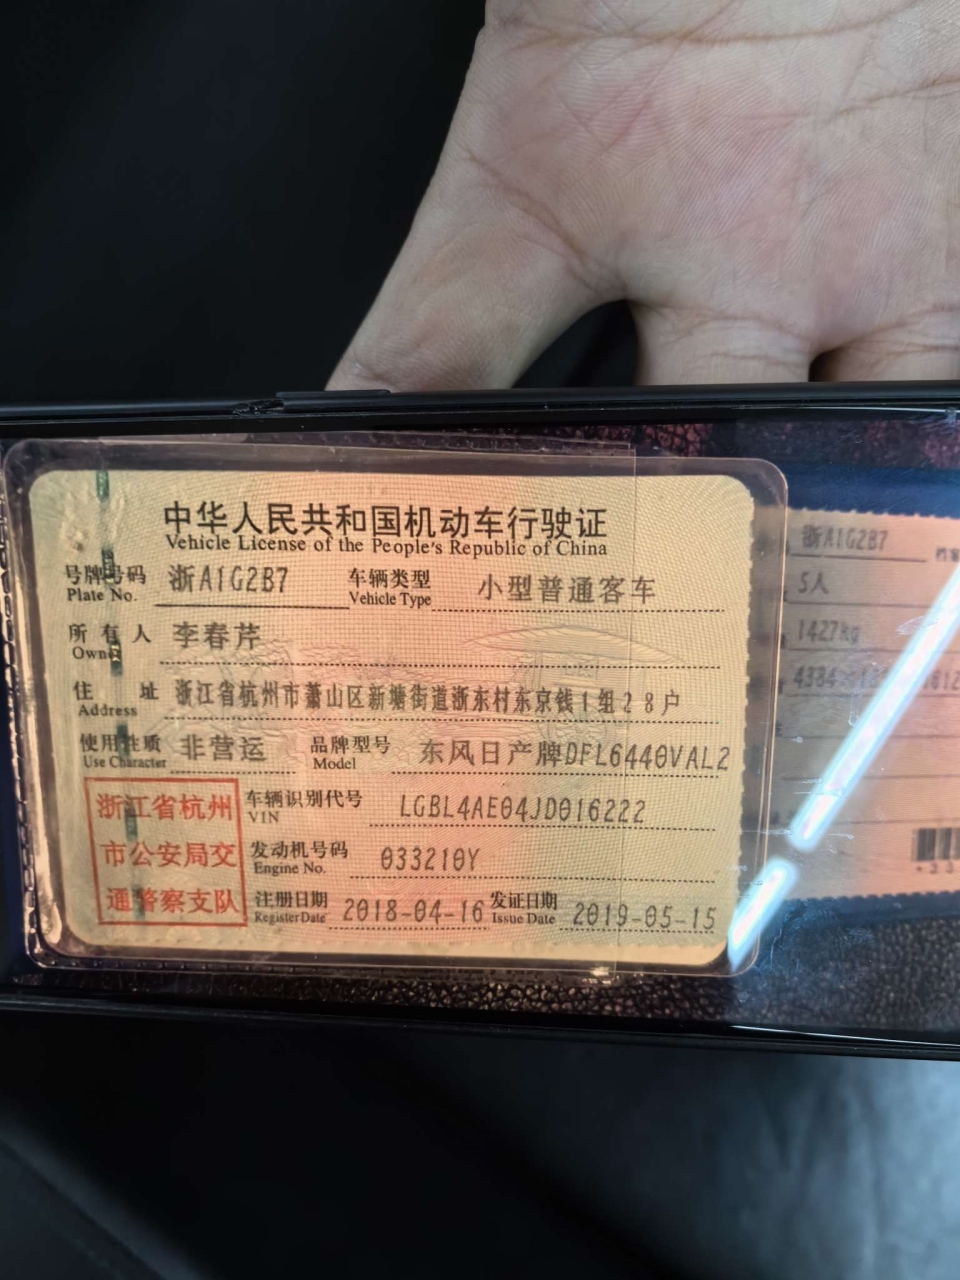 中华人民共和国机动车行驶证
Vehicle License of the People's Republic of China
号牌号码 浙A1G2B7 车辆类型 小型普通客车
Plate No. Vehicle Type
所有人 李春芹
Owner
住址 浙江省杭州市萧山区新塘街道浙东村东京钱1组28户
Address
使用性质 非营运 品牌型号 东风日产牌DFL6440VAL2
Use Character Model
浙江省杭州
市公安局交
通警察支队
车辆识别代号 LGBL4AE04JD016222
VIN
发动机号码 033210Y
Engine No.
注册日期 2018-04-16 发证日期 2019-05-15
Register Date Issue Date
浙A1G2B7
5人
1427kg